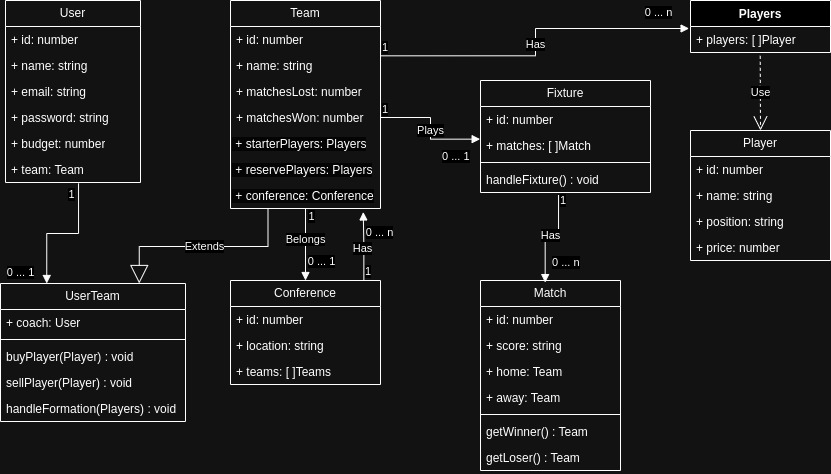 User
+ id: number
+ name: string
+ email: string
+ password: string
+ budget: number
+ team: Team
Team
+ id: number
+ name: string
+ matchesLost: number
+ matchesWon: number
+ starterPlayers: Players
+ reservePlayers: Players
+ conference: Conference
1
Has
0 ... n
Players
+ players: [ ]Player
Use
Player
+ id: number
+ name: string
+ position: string
+ price: number
1
Plays
0 ... 1
Fixture
+ id: number
+ matches: [ ]Match
handleFixture() : void
1
Has
0 ... n
Match
+ id: number
+ score: string
+ home: Team
+ away: Team
getWinner() : Team
getLoser() : Team
1
0 ... 1
Extends
1
Belongs
0 ... 1
0 ... n
Has
1
UserTeam
+ coach: User
buyPlayer(Player) : void
sellPlayer(Player) : void
handleFormation(Players) : void
Conference
+ id: number
+ location: string
+ teams: [ ]Teams